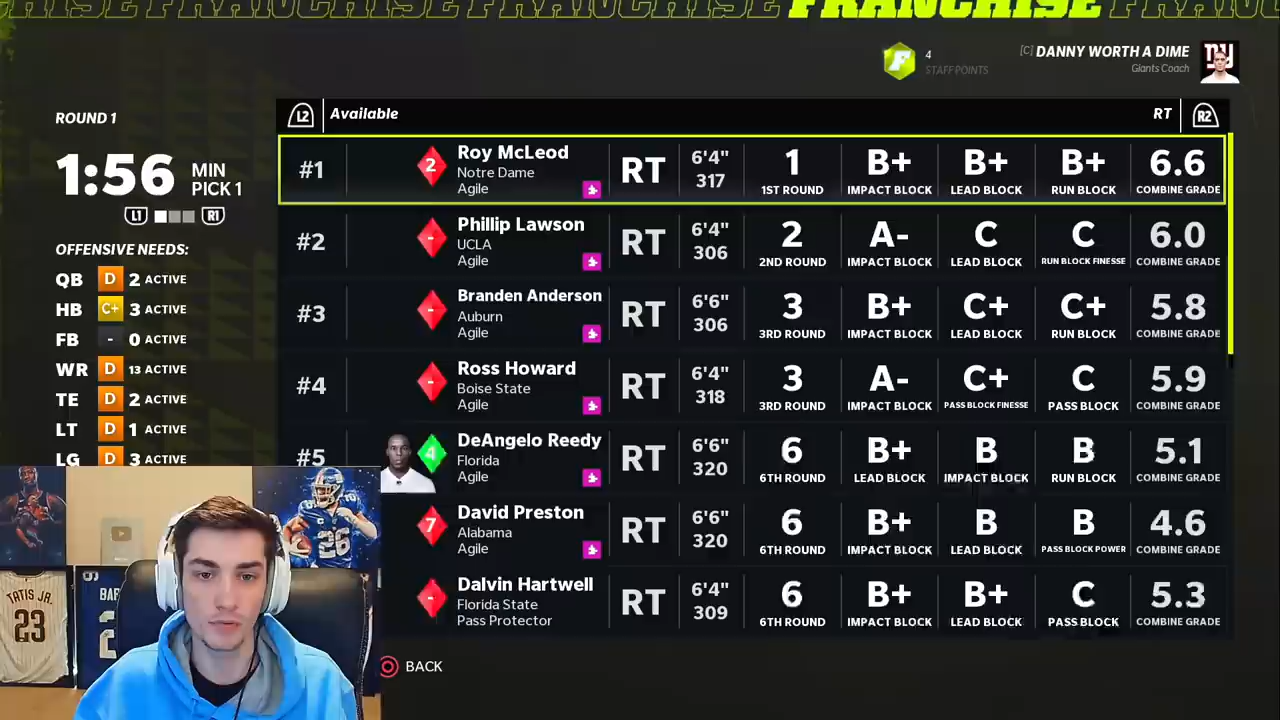 FRANCHISE FRANCHISE FRANCHISE
4
STAFF POINTS
[C] DANNY WORTH A DIME
Giants Coach
ROUND 1
1:56 MIN
PICK 1
L1 R1
OFFENSIVE NEEDS:
QB D 2 ACTIVE
HB C+ 3 ACTIVE
FB - 0 ACTIVE
WR D 13 ACTIVE
TE D 2 ACTIVE
LT D 1 ACTIVE
LG D 3 ACTIVE
L2 Available RT R2
#1 2 Roy McLeod Notre Dame Agile RT 6'4" 317 1 1ST ROUND B+ IMPACT BLOCK B+ LEAD BLOCK B+ RUN BLOCK 6.6 COMBINE GRADE
#2 - Phillip Lawson UCLA Agile RT 6'4" 306 2 2ND ROUND A- IMPACT BLOCK C LEAD BLOCK C RUN BLOCK FINESSE 6.0 COMBINE GRADE
#3 - Branden Anderson Auburn Agile RT 6'6" 306 3 3RD ROUND B+ IMPACT BLOCK C+ LEAD BLOCK C+ RUN BLOCK 5.8 COMBINE GRADE
#4 - Ross Howard Boise State Agile RT 6'4" 318 3 3RD ROUND A- IMPACT BLOCK C+ PASS BLOCK FINESSE C PASS BLOCK 5.9 COMBINE GRADE
#5 4 DeAngelo Reedy Florida Agile RT 6'6" 320 6 6TH ROUND B+ LEAD BLOCK B IMPACT BLOCK B RUN BLOCK 5.1 COMBINE GRADE
7 David Preston Alabama Agile RT 6'6" 320 6 6TH ROUND B+ IMPACT BLOCK B LEAD BLOCK B PASS BLOCK POWER 4.6 COMBINE GRADE
- Dalvin Hartwell Florida State Pass Protector RT 6'4" 309 6 6TH ROUND B+ IMPACT BLOCK B+ LEAD BLOCK C PASS BLOCK 5.3 COMBINE GRADE
BACK
TATIS JR.
23
BAR
26